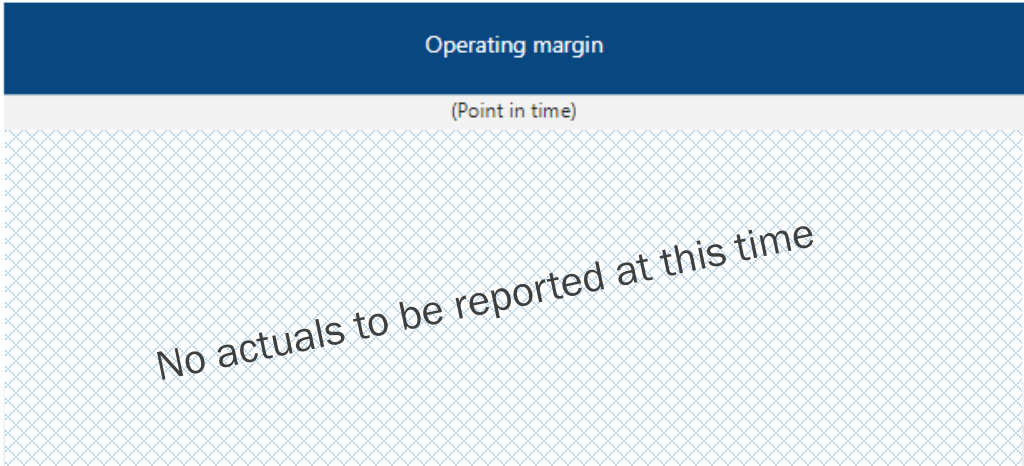 Operating margin
(Point in time)
No actuals to be reported at this time